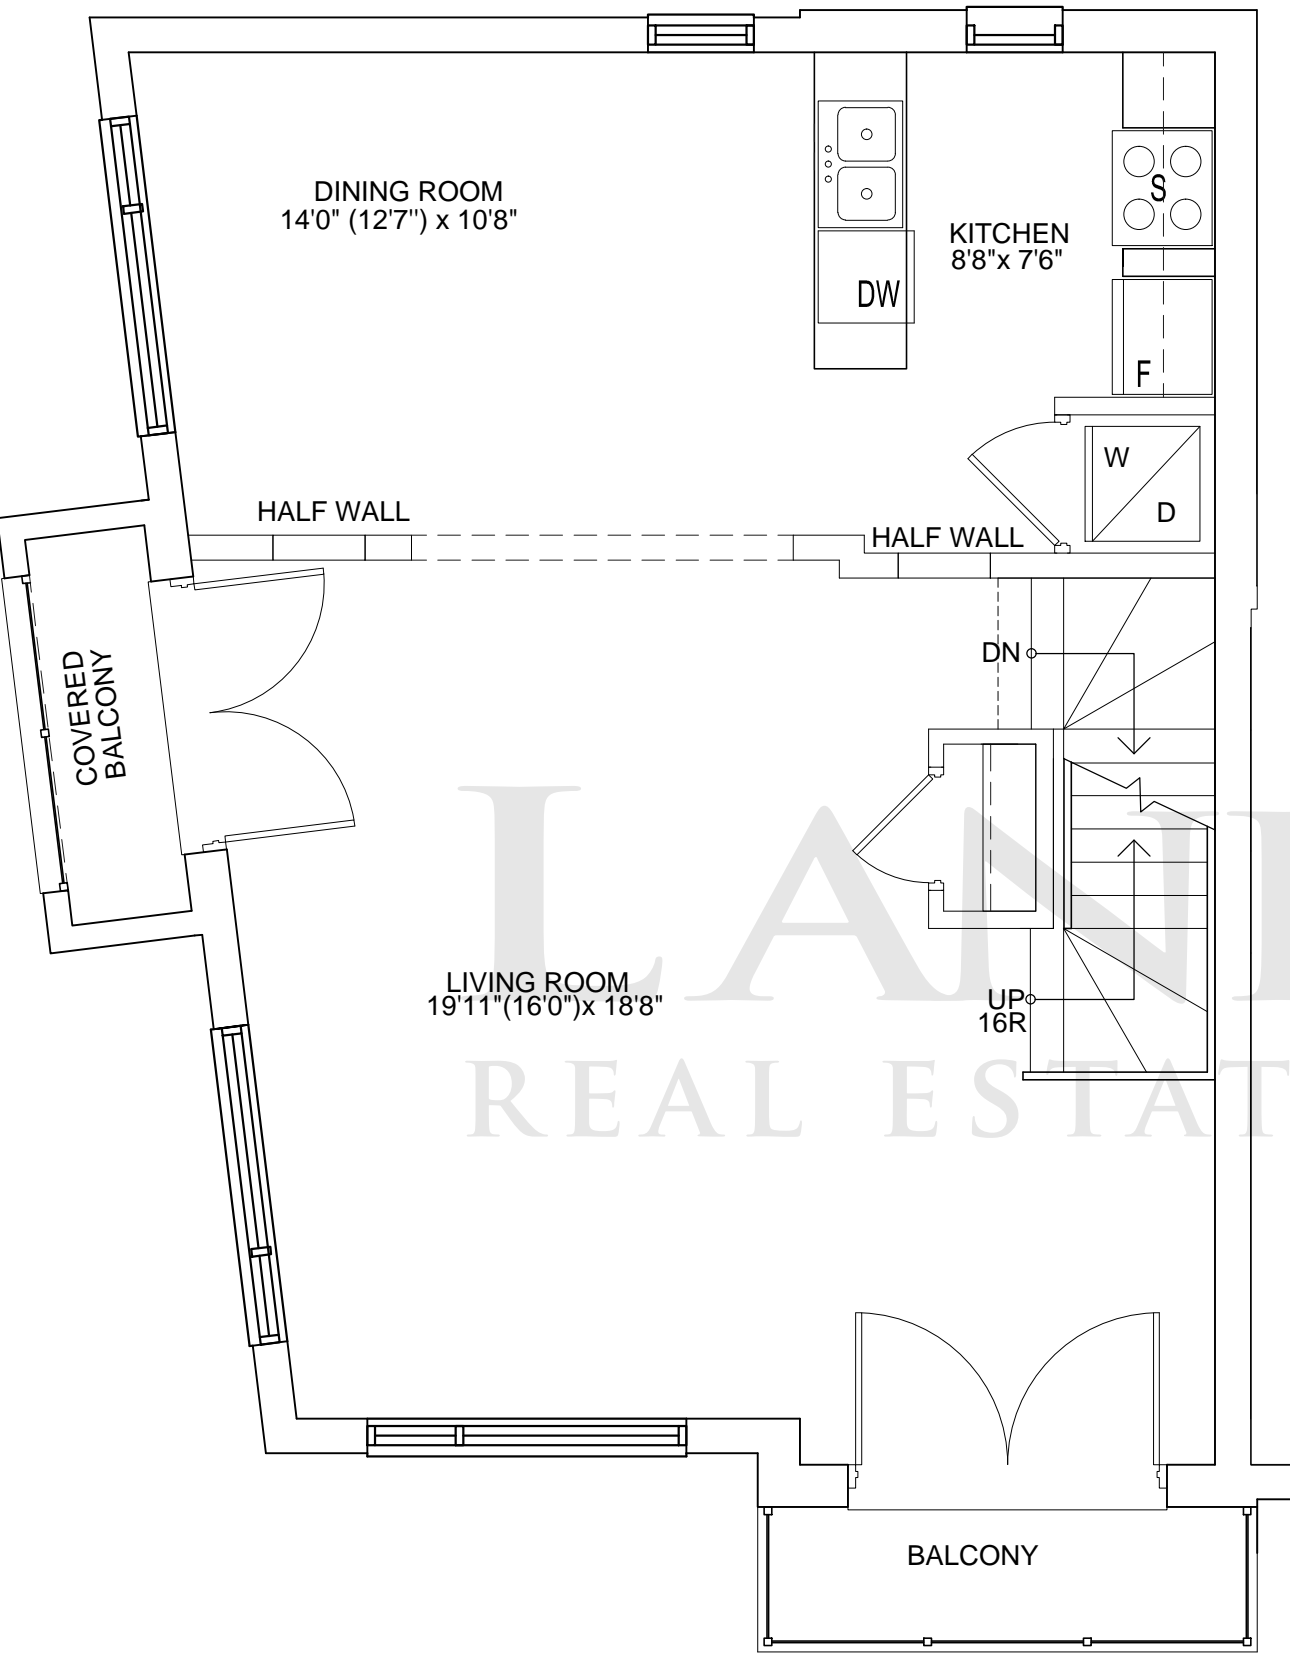 DINING ROOM
14'0" (12'7") x 10'8"
KITCHEN
8'8"x 7'6"
S
DW
F
W
D
HALF WALL
HALF WALL
COVERED
BALCONY
DN
LIVING ROOM
19'11"(16'0")x 18'8"
UP
16R
BALCONY
LAN
REAL ESTAT